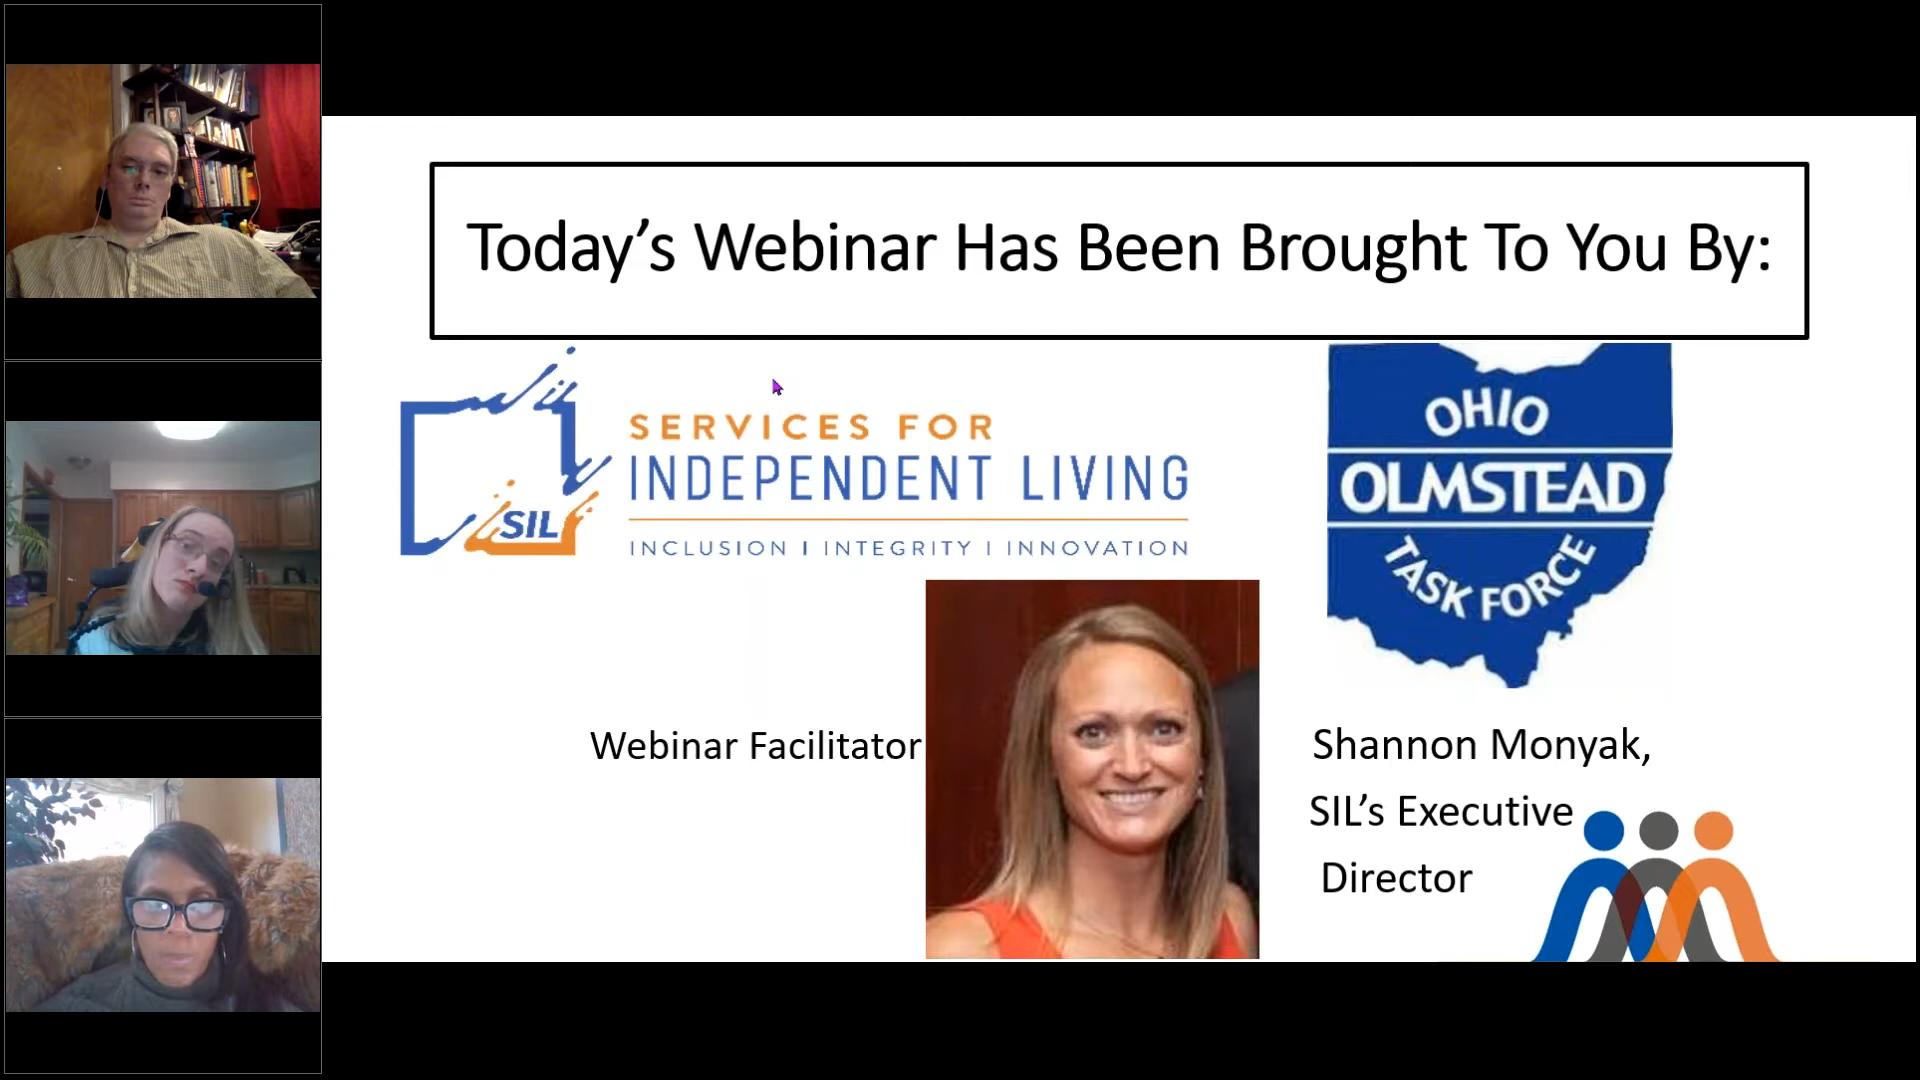 Today's Webinar Has Been Brought To You By:
SIL
SERVICES FOR
INDEPENDENT LIVING
INCLUSION | INTEGRITY | INNOVATION
OHIO
OLMSTEAD
TASK FORCE
Webinar Facilitator
Shannon Monyak,
SIL’s Executive
Director